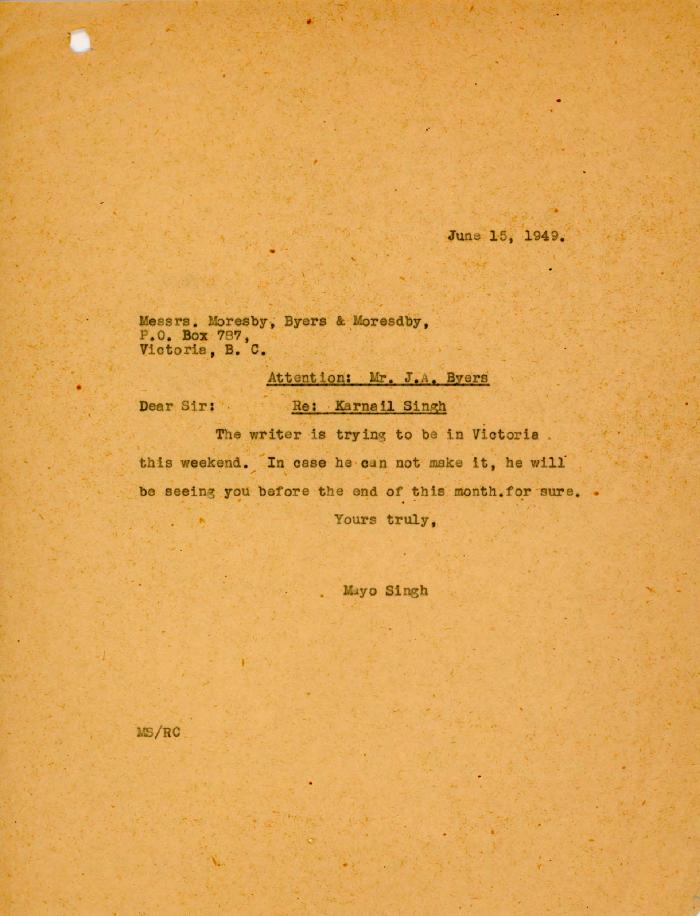 June 15, 1949.
Messrs. Moresby, Byers & Moresdby,
P.O. Box 787,
Victoria, B. C.
Attention: Mr. J.A. Byers
Dear Sir: Re: Karnail Singh
The writer is trying to be in Victoria
this weekend. In case he can not make it, he will
be seeing you before the end of this month.for sure.
Yours truly,
Mayo Singh
MS/RC